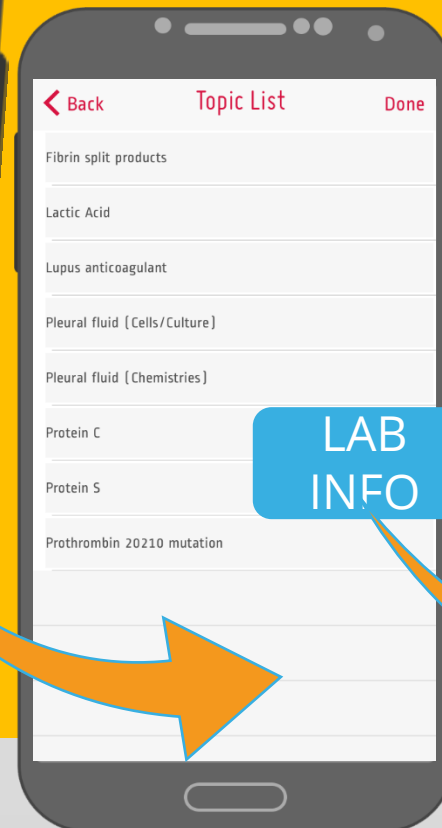 Back Topic List Done
Fibrin split products
Lactic Acid
Lupus anticoagulant
Pleural fluid (Cells/Culture)
Pleural fluid (Chemistries)
Protein C
Protein S
Prothrombin 20210 mutation
LAB
INFO